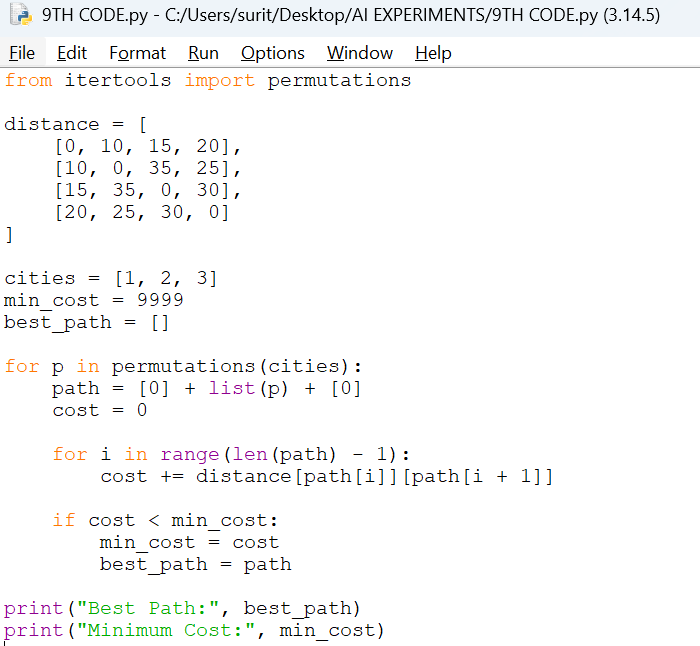 9TH CODE.py - C:/Users/surit/Desktop/AI EXPERIMENTS/9TH CODE.py (3.14.5)
File Edit Format Run Options Window Help
from itertools import permutations

distance = [
    [0, 10, 15, 20],
    [10, 0, 35, 25],
    [15, 35, 0, 30],
    [20, 25, 30, 0]
]

cities = [1, 2, 3]
min_cost = 9999
best_path = []

for p in permutations(cities):
    path = [0] + list(p) + [0]
    cost = 0

    for i in range(len(path) - 1):
        cost += distance[path[i]][path[i + 1]]

    if cost < min_cost:
        min_cost = cost
        best_path = path

print("Best Path:", best_path)
print("Minimum Cost:", min_cost)